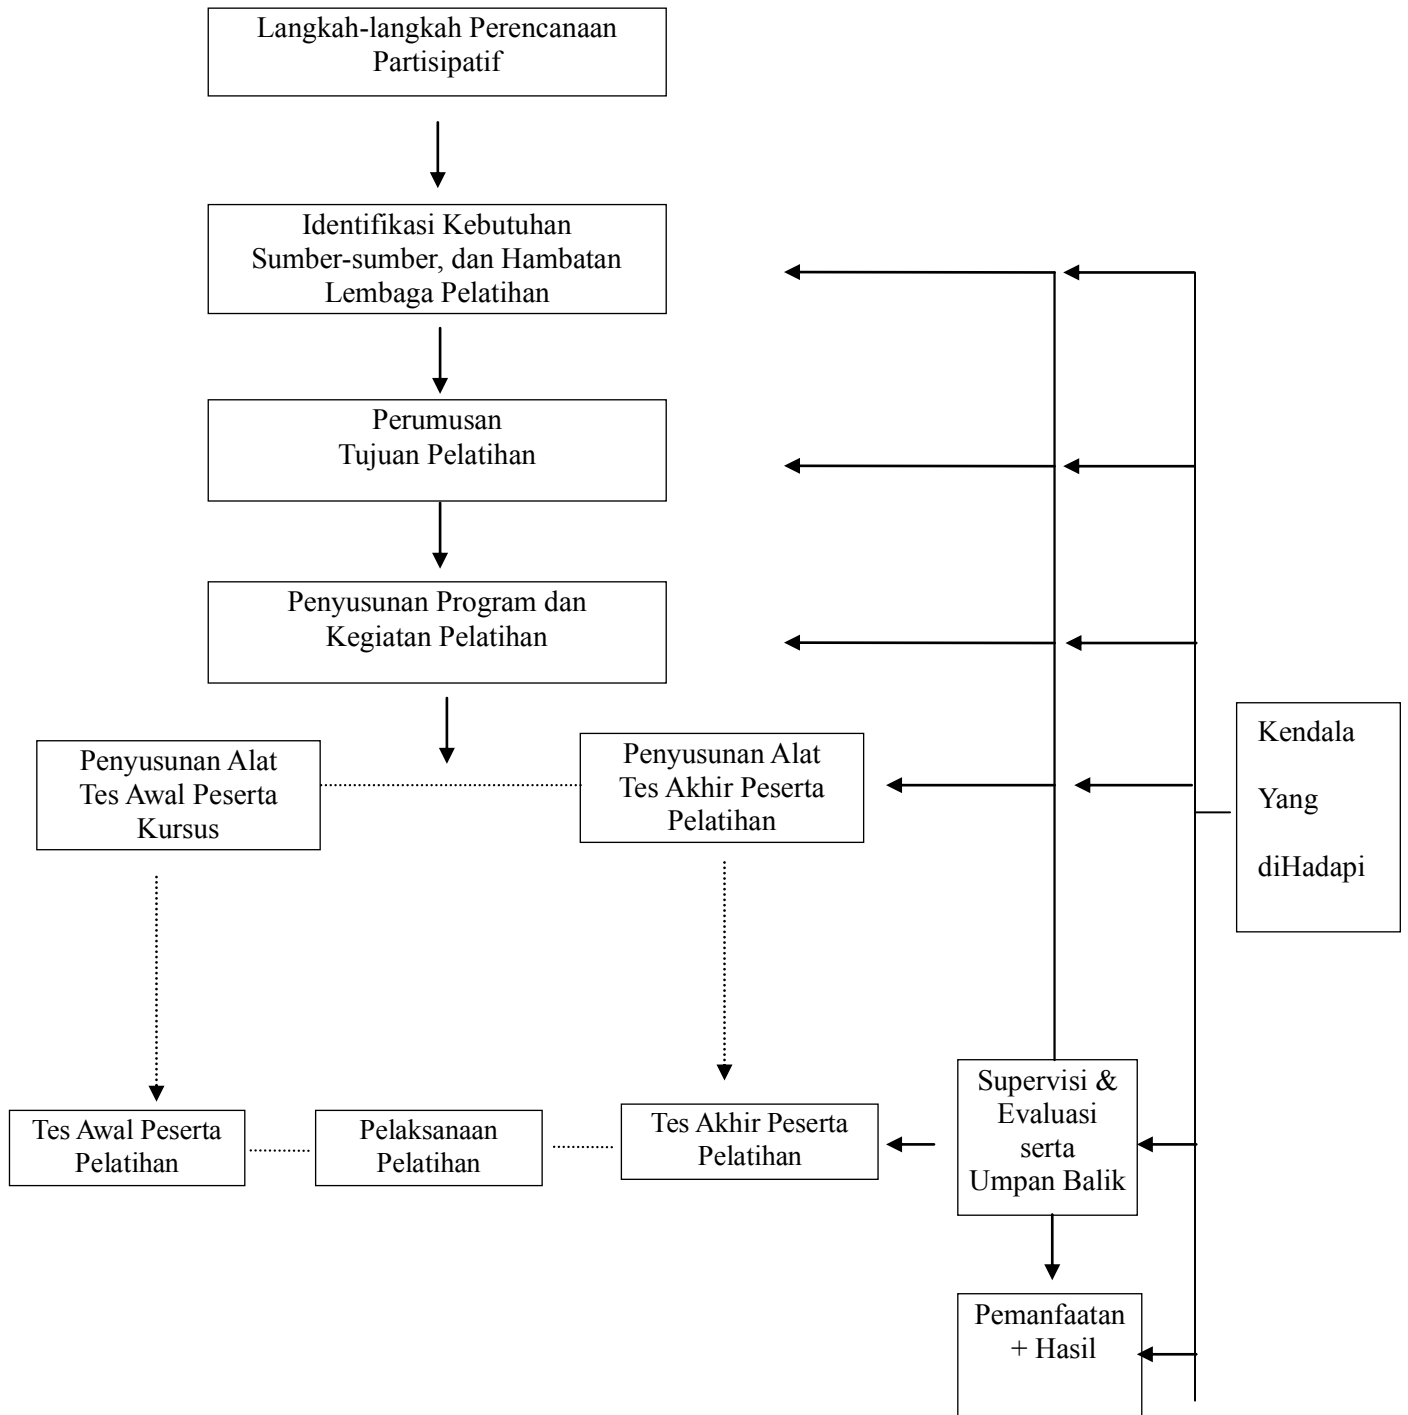 Langkah-langkah Perencanaan
Partisipatif
Identifikasi Kebutuhan
Sumber-sumber, dan Hambatan
Lembaga Pelatihan
Perumusan
Tujuan Pelatihan
Penyusunan Program dan
Kegiatan Pelatihan
Penyusunan Alat
Tes Awal Peserta
Kursus
Penyusunan Alat
Tes Akhir Peserta
Pelatihan
Kendala
Yang
diHadapi
Tes Awal Peserta
Pelatihan
Pelaksanaan
Pelatihan
Tes Akhir Peserta
Pelatihan
Supervisi &
Evaluasi
serta
Umpan Balik
Pemanfaatan
+ Hasil